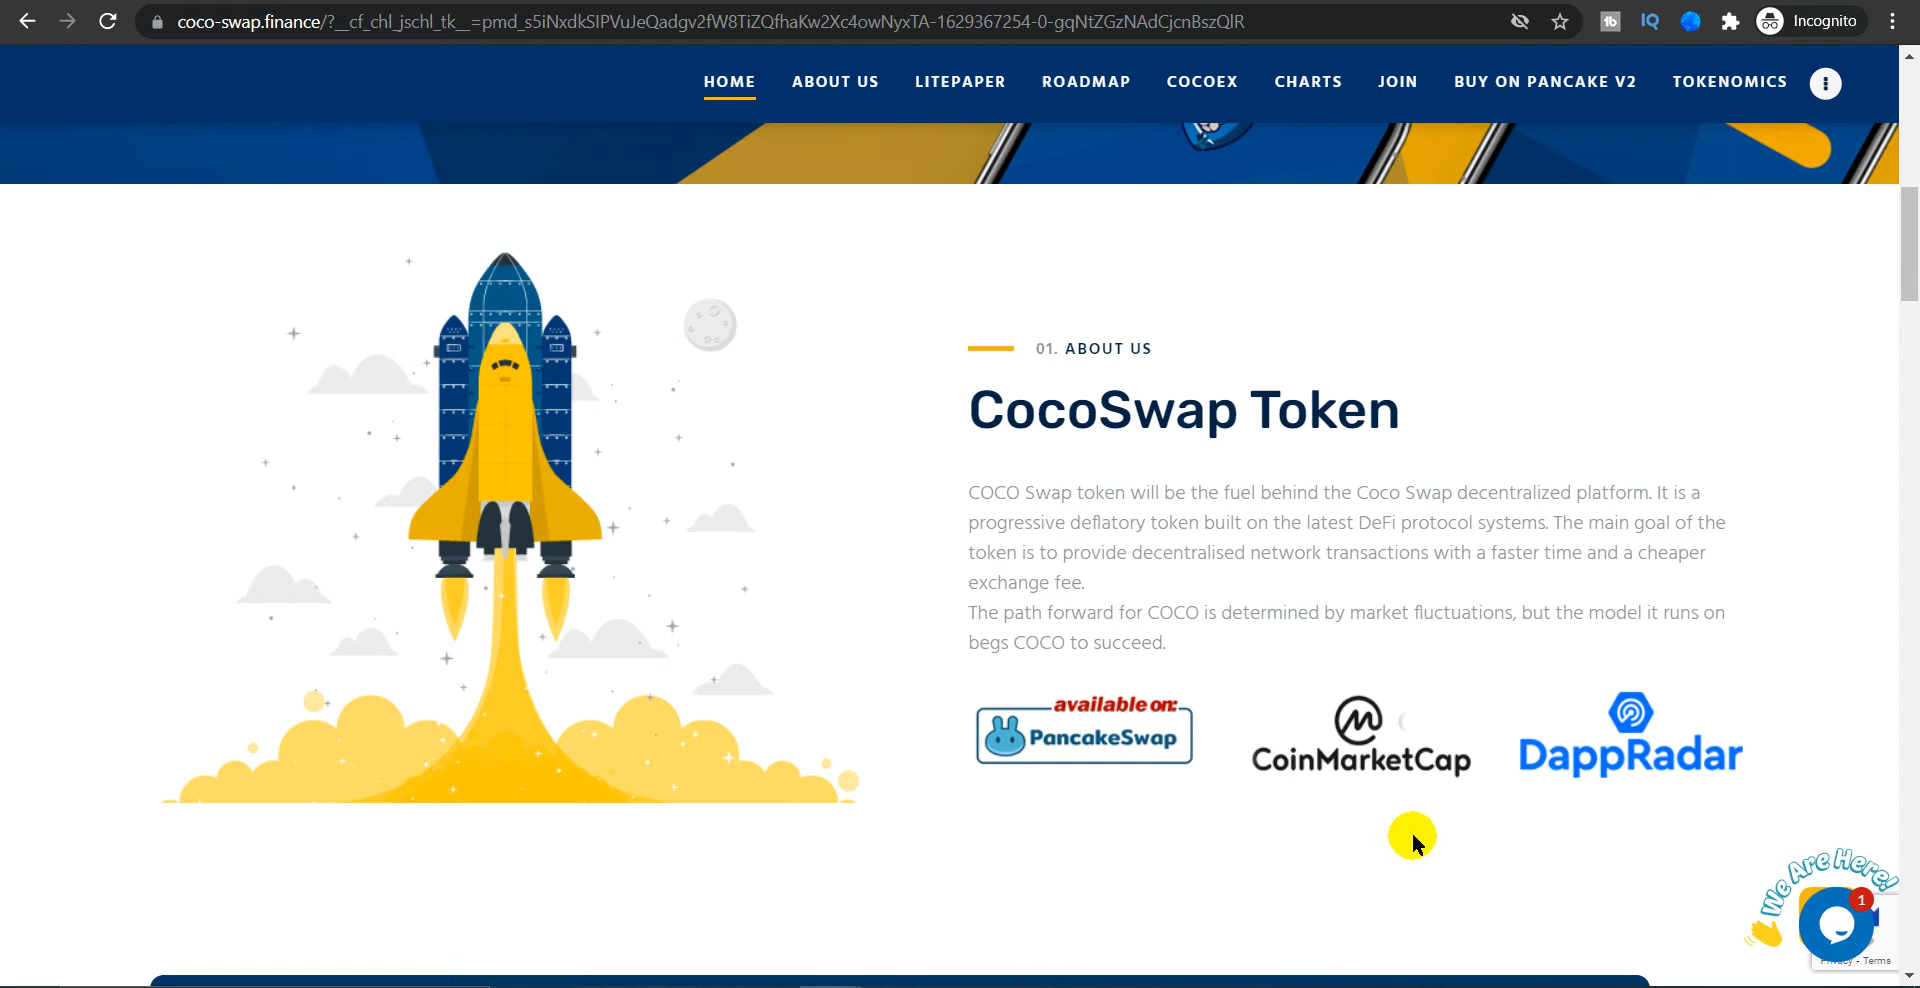 coco-swap.finance/?__cf_chl_jschl_tk__=pmd_s5iNxdkSIPVuJeQadgv2fW8TiZQfhaKw2Xc4owNyxTA-1629367254-0-gqNtZGzNAdCjcnBszQlR
Incognito
HOME ABOUT US LITEPAPER ROADMAP COCOEX CHARTS JOIN BUY ON PANCAKE V2 TOKENOMICS
01. ABOUT US
CocoSwap Token
COCO Swap token will be the fuel behind the Coco Swap decentralized platform. It is a
progressive deflatory token built on the latest DeFi protocol systems. The main goal of the
token is to provide decentralised network transactions with a faster time and a cheaper
exchange fee.
The path forward for COCO is determined by market fluctuations, but the model it runs on
begs COCO to succeed.
available on:
PancakeSwap
CoinMarketCap
DappRadar
We Are Here!
1
Privacy - Terms